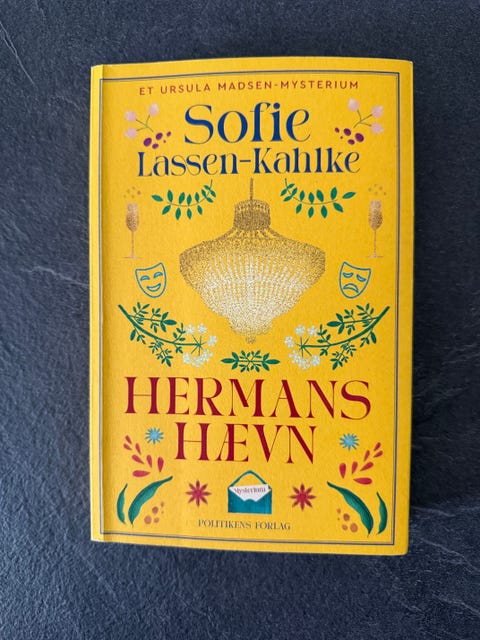 ET URSULA MADSEN-MYSTERIUM
Sofie
Lassen-Kahlke
HERMANS
HÆVN
Mysterium
POLITIKENS FORLAG